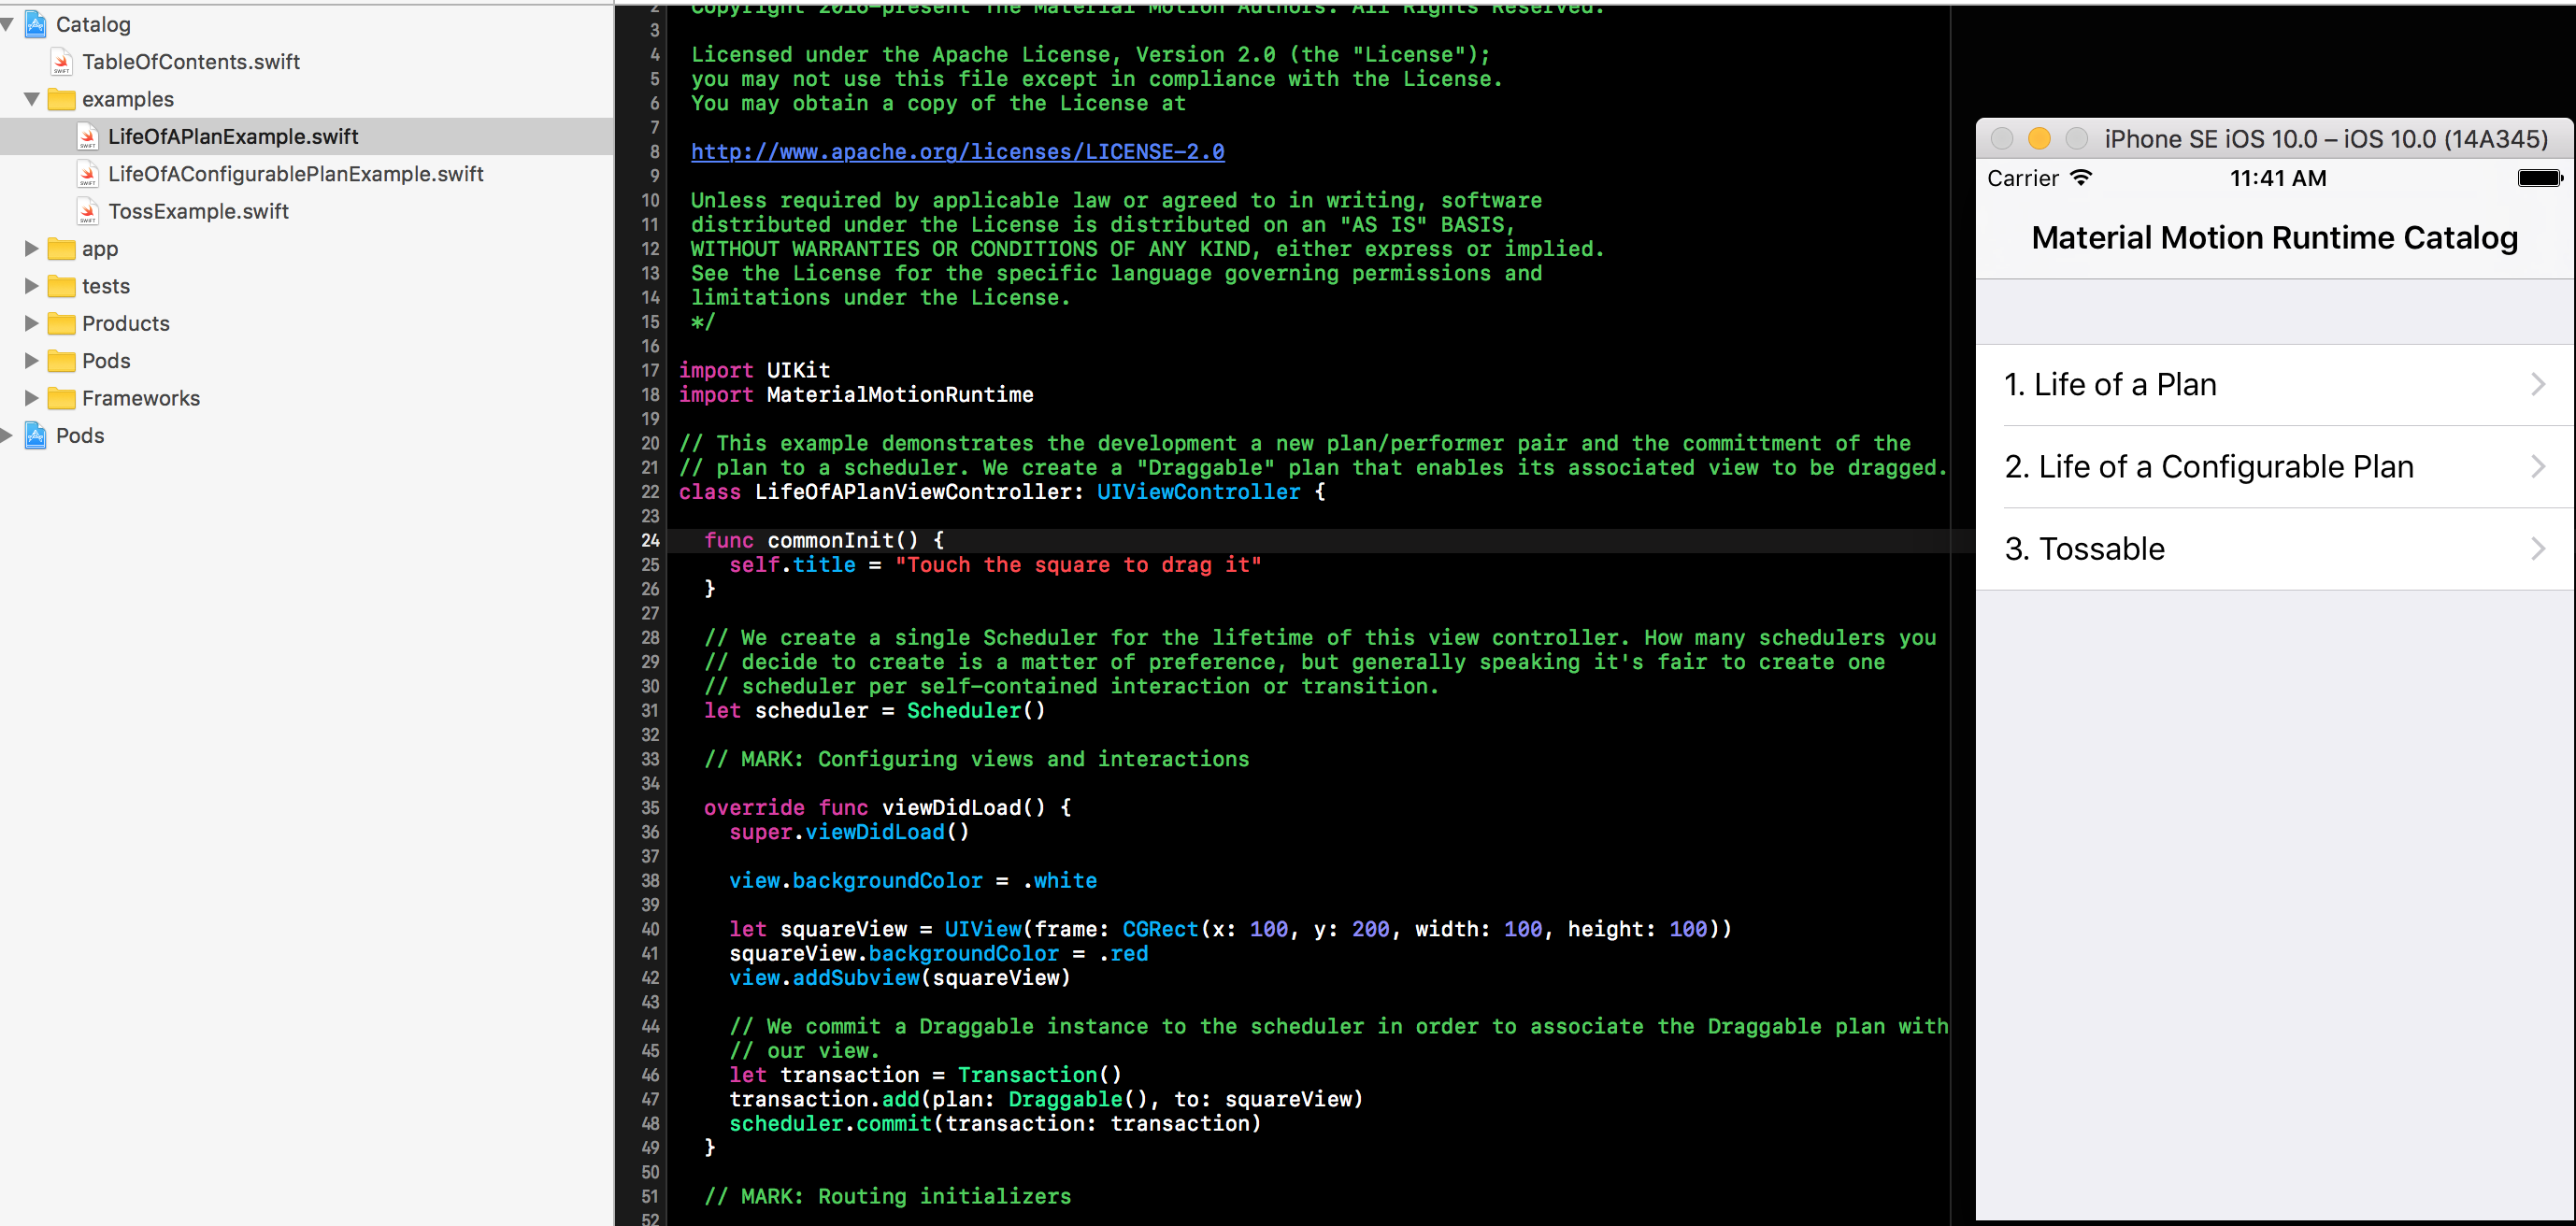 Catalog
TableOfContents.swift
examples
LifeOfAPlanExample.swift
LifeOfAConfigurablePlanExample.swift
TossExample.swift
app
tests
Products
Pods
Frameworks
Pods
2 Copyright 2016-present The Material Motion Authors. All Rights Reserved.
3
4 Licensed under the Apache License, Version 2.0 (the "License");
5 you may not use this file except in compliance with the License.
6 You may obtain a copy of the License at
7
8 http://www.apache.org/licenses/LICENSE-2.0
9
10 Unless required by applicable law or agreed to in writing, software
11 distributed under the License is distributed on an "AS IS" BASIS,
12 WITHOUT WARRANTIES OR CONDITIONS OF ANY KIND, either express or implied.
13 See the License for the specific language governing permissions and
14 limitations under the License.
15 */
16
17 import UIKit
18 import MaterialMotionRuntime
19
20 // This example demonstrates the development a new plan/performer pair and the committment of the
21 // plan to a scheduler. We create a "Draggable" plan that enables its associated view to be dragged.
22 class LifeOfAPlanViewController: UIViewController {
23
24 func commonInit() {
25 self.title = "Touch the square to drag it"
26 }
27
28 // We create a single Scheduler for the lifetime of this view controller. How many schedulers you
29 // decide to create is a matter of preference, but generally speaking it's fair to create one
30 // scheduler per self-contained interaction or transition.
31 let scheduler = Scheduler()
32
33 // MARK: Configuring views and interactions
34
35 override func viewDidLoad() {
36 super.viewDidLoad()
37
38 view.backgroundColor = .white
39
40 let squareView = UIView(frame: CGRect(x: 100, y: 200, width: 100, height: 100))
41 squareView.backgroundColor = .red
42 view.addSubview(squareView)
43
44 // We commit a Draggable instance to the scheduler in order to associate the Draggable plan with
45 // our view.
46 let transaction = Transaction()
47 transaction.add(plan: Draggable(), to: squareView)
48 scheduler.commit(transaction: transaction)
49 }
50
51 // MARK: Routing initializers
52
iPhone SE iOS 10.0 – iOS 10.0 (14A345)
Carrier 11:41 AM
Material Motion Runtime Catalog
1. Life of a Plan
2. Life of a Configurable Plan
3. Tossable